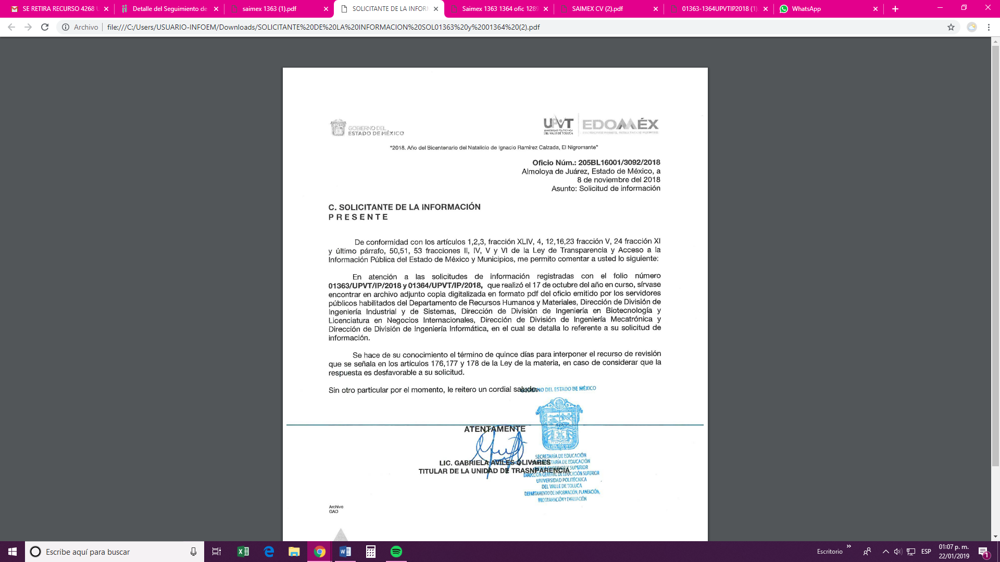 SE RETIRA RECURSO 4268 U
Detalle del Seguimiento de
saimex 1363 (1).pdf
SOLICITANTE DE LA INFORM
Saimex 1363 1364 ofic 1289
SAIMEX CV (2).pdf
01363-1364UPVTIP2018 (1).
WhatsApp
Archivo
file:///C:/Users/USUARIO-INFOEM/Downloads/SOLICITANTE%20DE%20LA%20INFORMACION%20SOL01363%20y%2001364%20(2).pdf
GOBIERNO DEL
ESTADO DE MÉXICO
UPVT
UNIVERSIDAD POLITÉCNICA
DEL VALLE DE TOLUCA
EDOMÉX
DECISIONES FIRMES, RESULTADOS FUERTES.
“2018. Año del Bicentenario del Natalicio de Ignacio Ramírez Calzada, El Nigromante”
Oficio Núm.: 205BL16001/3092/2018
Almoloya de Juárez, Estado de México, a
8 de noviembre del 2018
Asunto: Solicitud de información
C. SOLICITANTE DE LA INFORMACIÓN
P R E S E N T E
De conformidad con los artículos 1,2,3, fracción XLIV, 4, 12,16,23 fracción V, 24 fracción XI
y último párrafo, 50,51, 53 fracciones II, IV, V y VI de la Ley de Transparencia y Acceso a la
Información Pública del Estado de México y Municipios, me permito comentar a usted lo siguiente:
En atención a las solicitudes de información registradas con el folio número
01363/UPVT/IP/2018 y 01364/UPVT/IP/2018, que realizó el 17 de octubre del año en curso, sírvase
encontrar en archivo adjunto copia digitalizada en formato pdf del oficio emitido por los servidores
públicos habilitados del Departamento de Recursos Humanos y Materiales, Dirección de División de
Ingeniería Industrial y de Sistemas, Dirección de División de Ingeniería en Biotecnología y
Licenciatura en Negocios Internacionales, Dirección de División de Ingeniería Mecatrónica y
Dirección de División de Ingeniería Informática, en el cual se detalla lo referente a su solicitud de
información.
Se hace de su conocimiento el término de quince días para interponer el recurso de revisión
que se señala en los artículos 176,177 y 178 de la Ley de la materia, en caso de considerar que la
respuesta es desfavorable a su solicitud.
Sin otro particular por el momento, le reitero un cordial saludo.
GOBIERNO DEL ESTADO DE MÉXICO
ATENTAMENTE
LIC. GABRIELA AVILES OLIVARES
TITULAR DE LA UNIDAD DE TRASNPARENCIA
SECRETARÍA DE EDUCACIÓN
SUBSECRETARÍA DE EDUCACIÓN
MEDIA SUPERIOR Y SUPERIOR
DIRECCIÓN GENERAL DE EDUCACIÓN SUPERIOR
UNIVERSIDAD POLITÉCNICA
DEL VALLE DE TOLUCA
DEPARTAMENTO DE INFORMACIÓN, PLANEACIÓN,
PROGRAMACIÓN Y EVALUACIÓN
Archivo
GAO
Escribe aquí para buscar
Escritorio
ESP
01:07 p. m.
22/01/2019
1